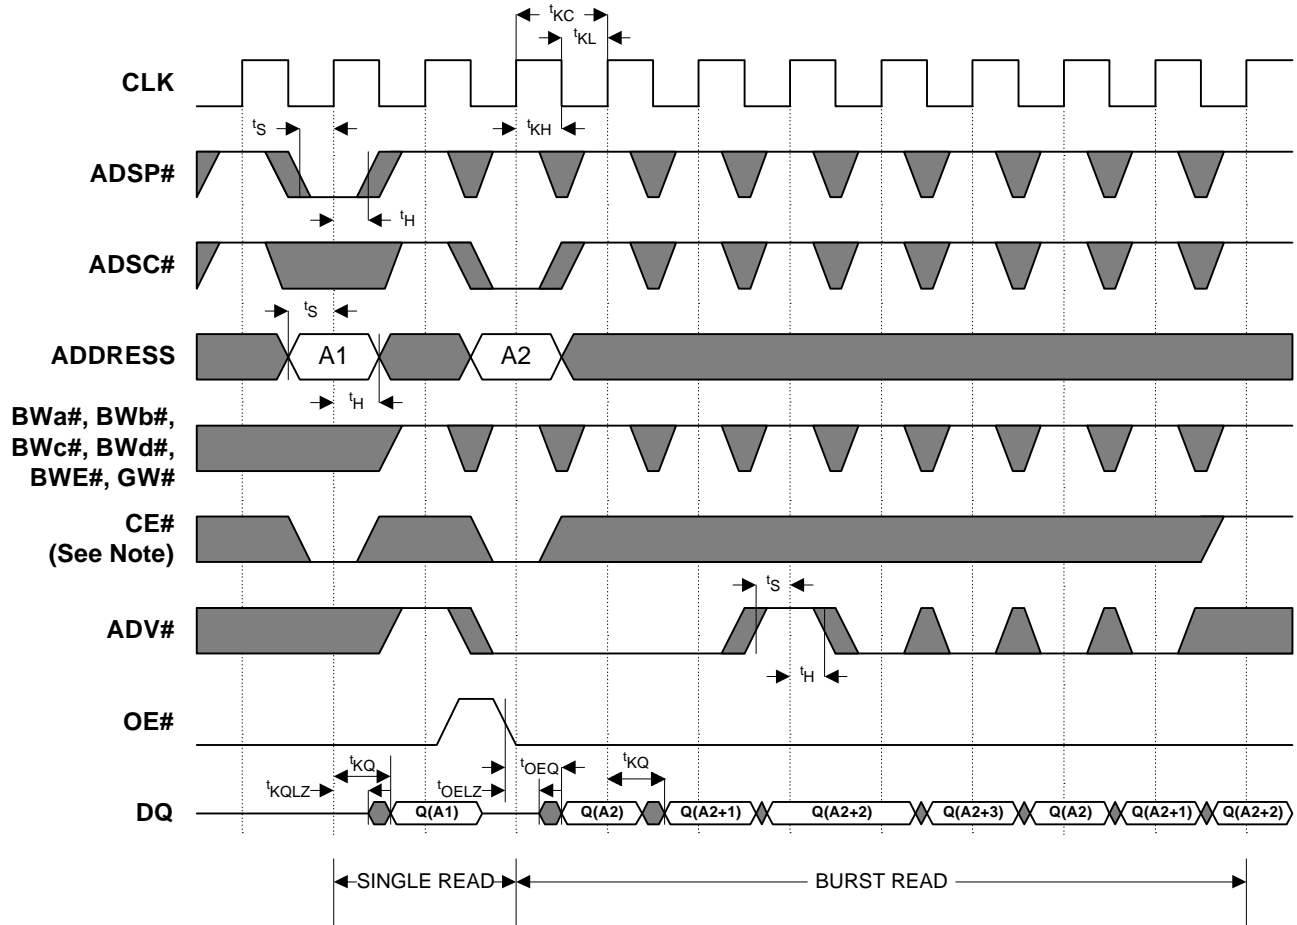 tKC
tKL
CLK
tS
tKH
ADSP#
tH
ADSC#
tS
ADDRESS
A1
A2
tH
BWa#, BWb#,
BWc#, BWd#,
BWE#, GW#
CE#
(See Note)
tS
ADV#
tH
OE#
tKQ
tOEQ
tKQ
tKQLZ
tOELZ
DQ
Q(A1)
Q(A2)
Q(A2+1)
Q(A2+2)
Q(A2+3)
Q(A2)
Q(A2+1)
Q(A2+2)
SINGLE READ
BURST READ